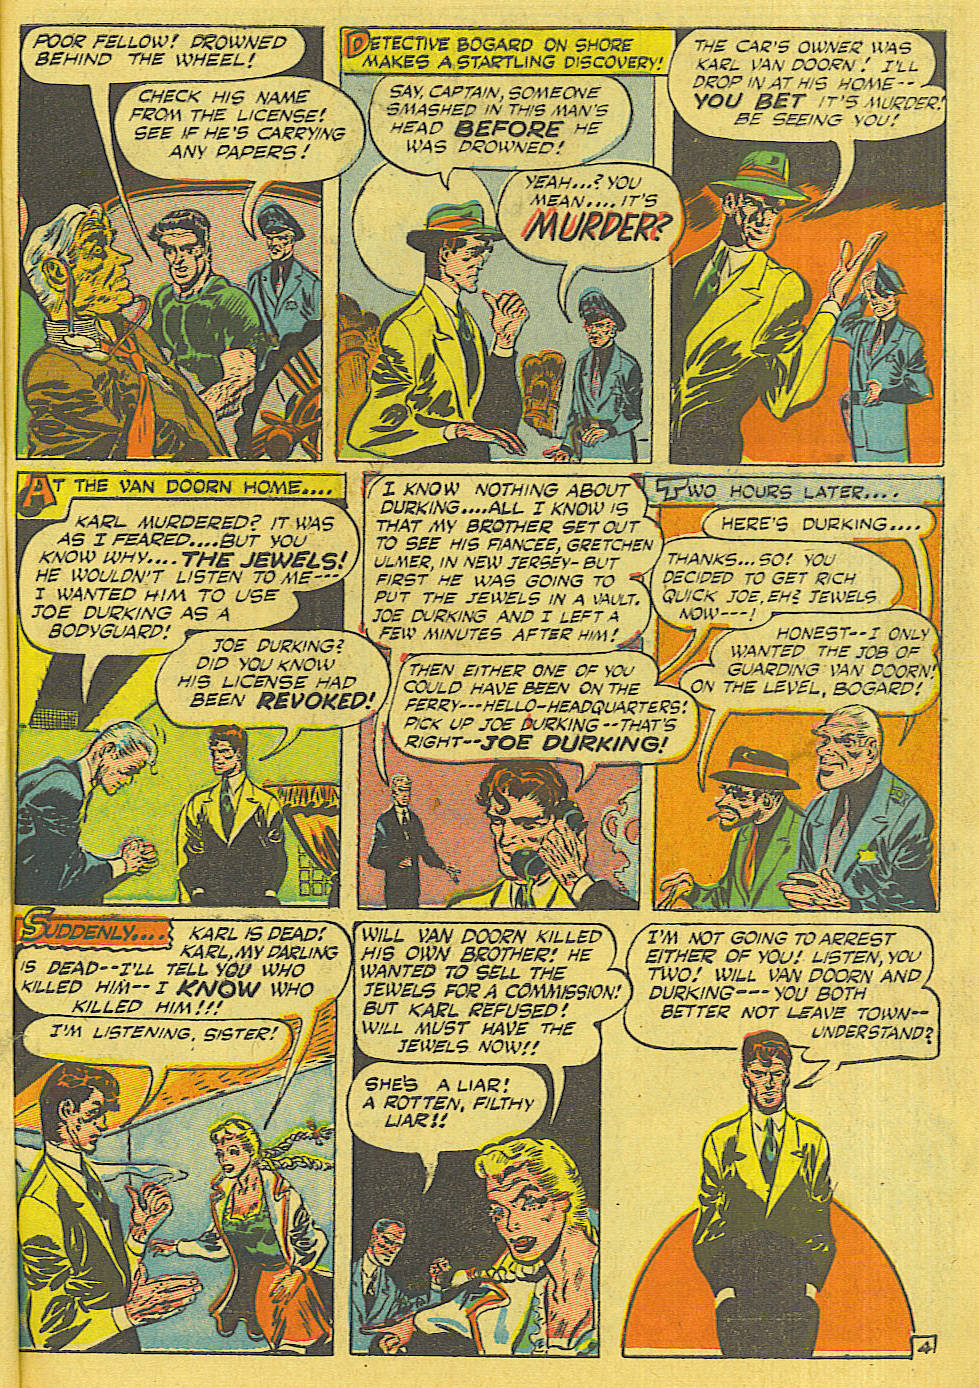 POOR FELLOW! DROWNED
BEHIND THE WHEEL!
CHECK HIS NAME
FROM THE LICENSE!
SEE IF HE'S CARRYING
ANY PAPERS!
DETECTIVE BOGARD ON SHORE
MAKES A STARTLING DISCOVERY!
SAY, CAPTAIN, SOMEONE
SMASHED IN THIS MAN'S
HEAD BEFORE HE
WAS DROWNED!
YEAH...? YOU
MEAN.... IT'S
MURDER?
THE CAR'S OWNER WAS
KARL VAN DOORN! I'LL
DROP IN AT HIS HOME--
YOU BET IT'S MURDER!
BE SEEING YOU!
AT THE VAN DOORN HOME....
KARL MURDERED? IT WAS
AS I FEARED....BUT YOU
KNOW WHY.... THE JEWELS!
HE WOULDN'T LISTEN TO ME---
I WANTED HIM TO USE
JOE DURKING AS A
BODYGUARD!
JOE DURKING?
DID YOU KNOW
HIS LICENSE HAD
BEEN REVOKED!
I KNOW NOTHING ABOUT
DURKING....ALL I KNOW IS
THAT MY BROTHER SET OUT
TO SEE HIS FIANCEE, GRETCHEN
ULMER, IN NEW JERSEY-BUT
FIRST HE WAS GOING TO
PUT THE JEWELS IN A VAULT.
JOE DURKING AND I LEFT A
FEW MINUTES AFTER HIM!
THEN EITHER ONE OF YOU
COULD HAVE BEEN ON THE
FERRY---HELLO-HEADQUARTERS!
PICK UP JOE DURKING--THAT'S
RIGHT--JOE DURKING!
TWO HOURS LATER....
HERE'S DURKING....
THANKS...SO! YOU
DECIDED TO GET RICH
QUICK JOE, EH? JEWELS
NOW---!
HONEST--I ONLY
WANTED THE JOB OF
GUARDING VAN DOORN!
ON THE LEVEL, BOGARD!
SUDDENLY....
KARL IS DEAD!
KARL, MY DARLING
IS DEAD--I'LL TELL YOU WHO
KILLED HIM--I KNOW WHO
KILLED HIM!!!
I'M LISTENING, SISTER!
WILL VAN DOORN KILLED
HIS OWN BROTHER! HE
WANTED TO SELL THE
JEWELS FOR A COMMISSION!
BUT KARL REFUSED!
WILL MUST HAVE THE
JEWELS NOW!!
SHE'S A LIAR!
A ROTTEN, FILTHY
LIAR!!
I'M NOT GOING TO ARREST
EITHER OF YOU! LISTEN, YOU
TWO! WILL VAN DOORN AND
DURKING---YOU BOTH
BETTER NOT LEAVE TOWN--
UNDERSTAND?
4